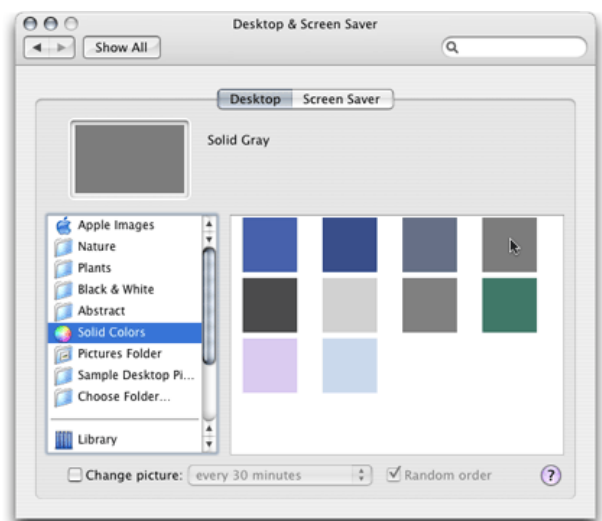 Desktop & Screen Saver
Show All
Desktop Screen Saver
Solid Gray
Apple Images
Nature
Plants
Black & White
Abstract
Solid Colors
Pictures Folder
Sample Desktop Pi...
Choose Folder...
Library
Change picture: every 30 minutes Random order ?